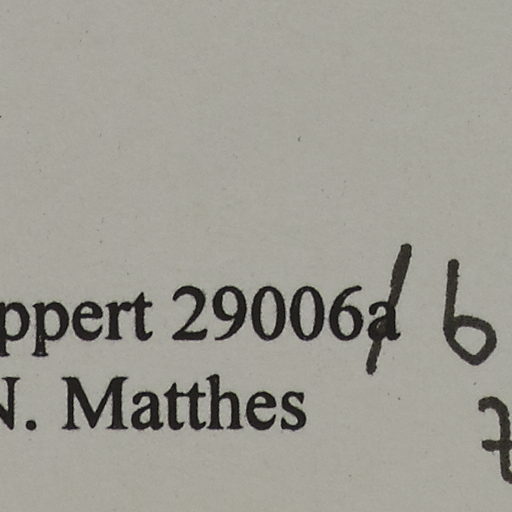 ppert 29006a b
N. Matthes